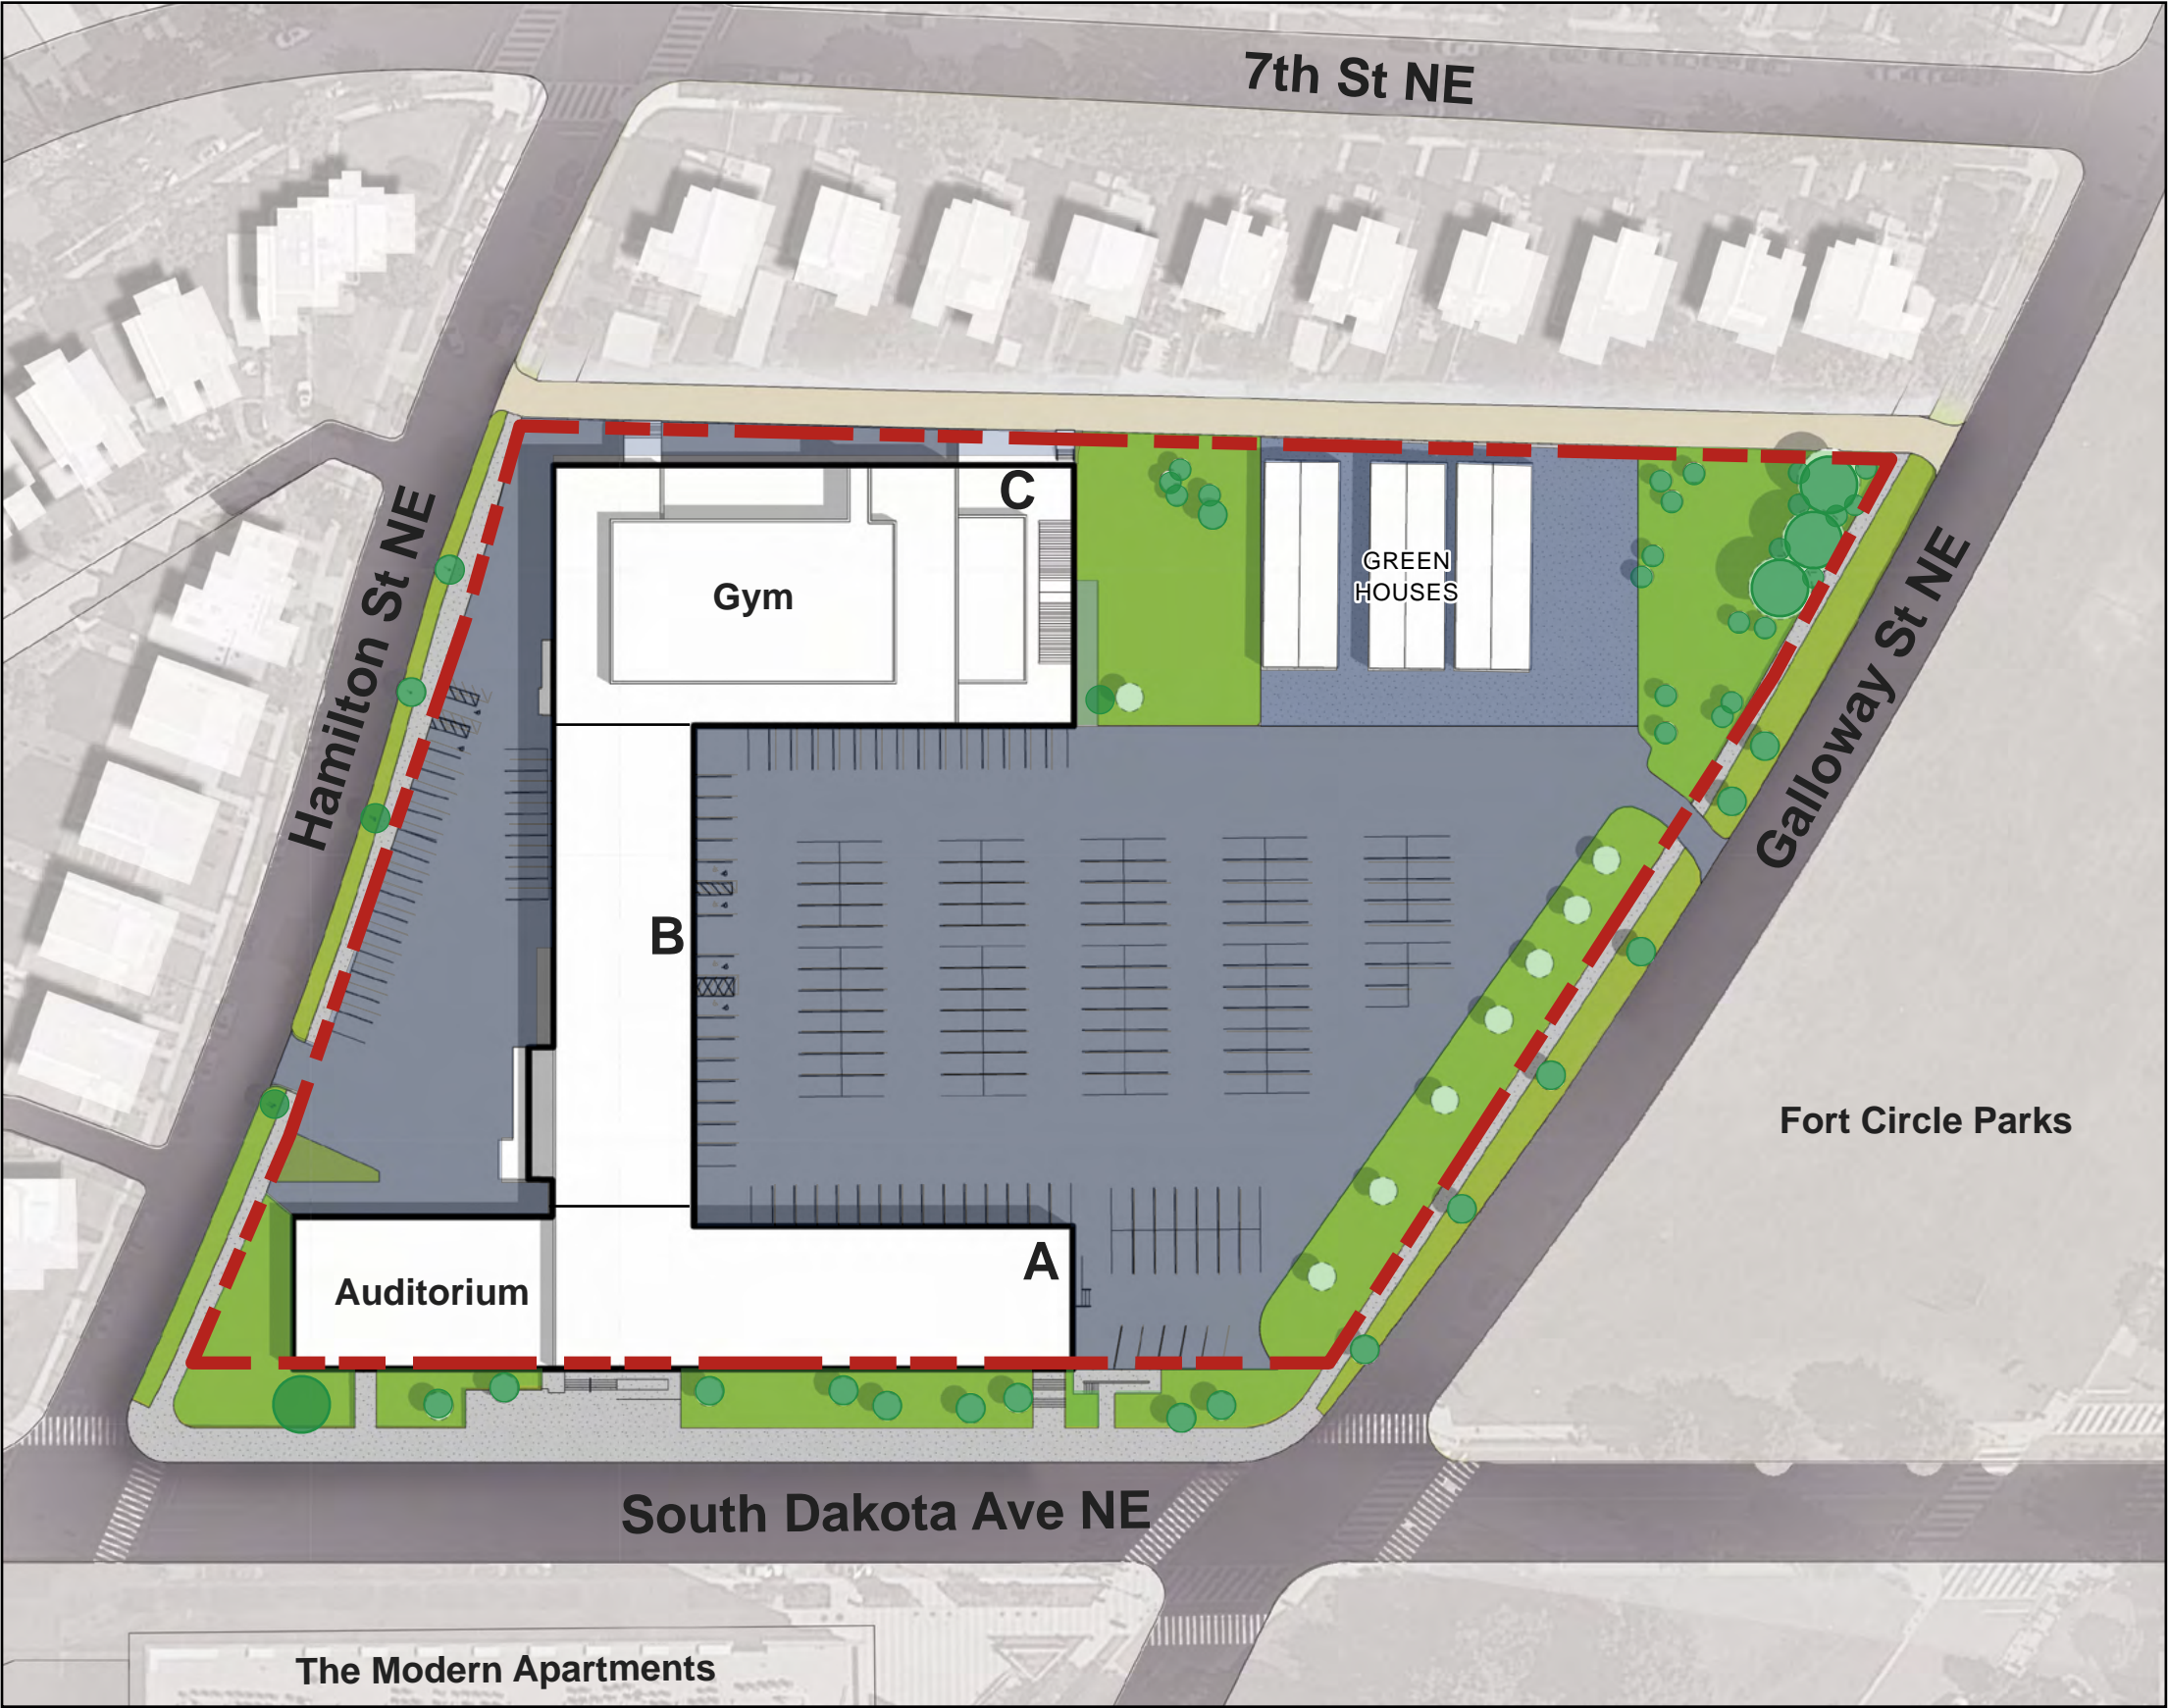 7th St NE
C
Hamilton St NE
Gym
GREEN
HOUSES
Galloway St NE
B
Fort Circle Parks
A
Auditorium
South Dakota Ave NE
The Modern Apartments